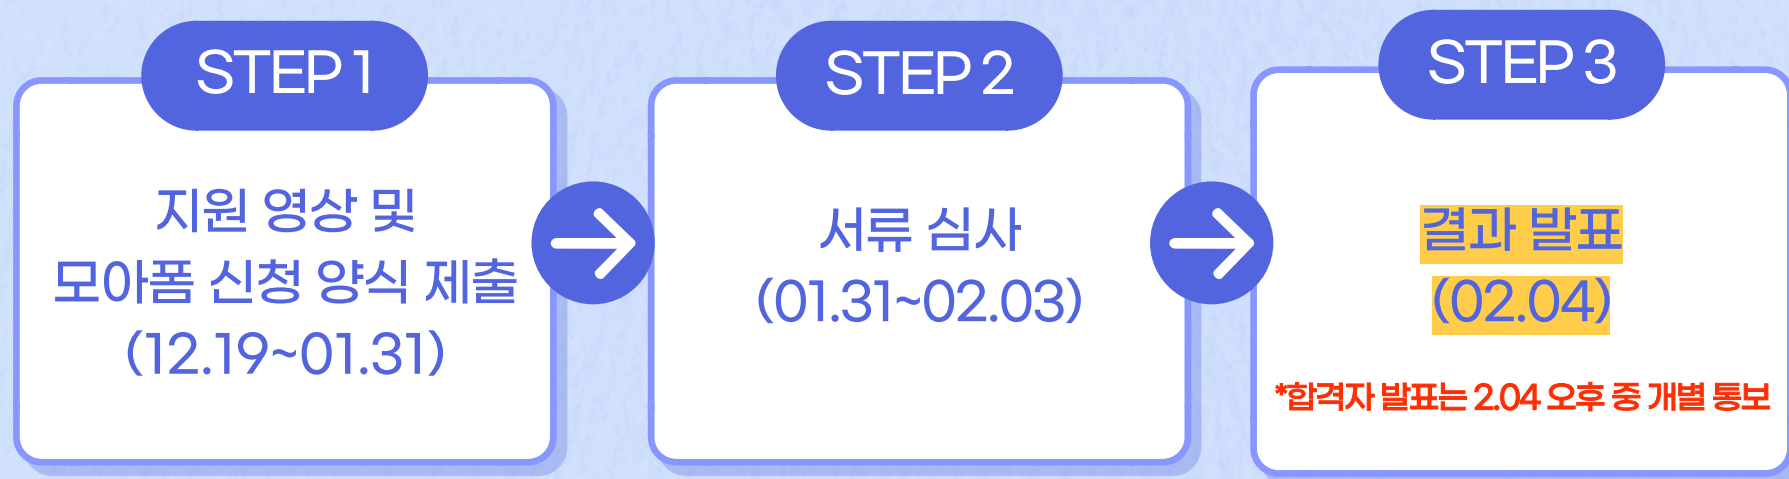 STEP 1
지원 영상 및
모아폼 신청 양식 제출
(12.19~01.31)
STEP 2
서류 심사
(01.31~02.03)
STEP 3
결과 발표
(02.04)
*합격자 발표는 2.04 오후 중 개별 통보